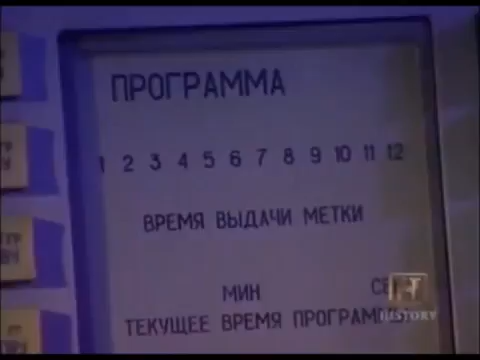 ПРОГРАММА
1 2 3 4 5 6 7 8 9 10 11 12
ВРЕМЯ ВЫДАЧИ МЕТКИ
МИН
ТЕКУЩЕЕ ВРЕМЯ
H
HISTORY